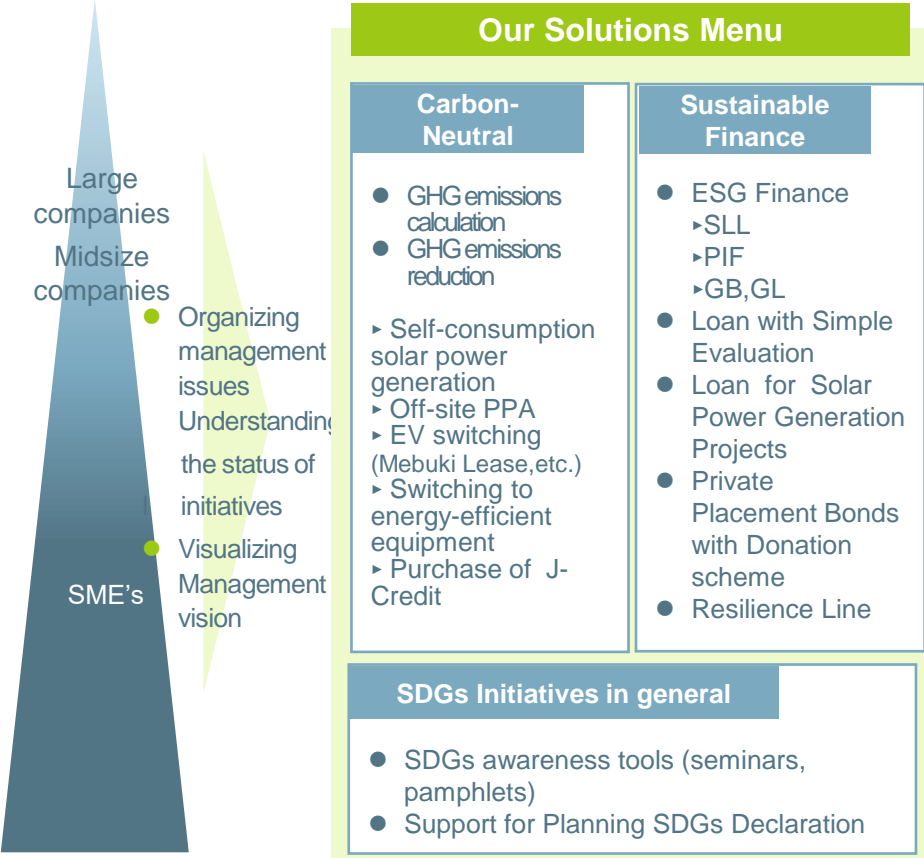 Our Solutions Menu
Large
companies
Midsize
companies
SME's
● Organizing
management
issues
Understanding
the status of
initiatives
● Visualizing
Management
vision
Carbon-
Neutral
● GHG emissions
calculation
● GHG emissions
reduction
▸ Self-consumption
solar power
generation
▸ Off-site PPA
▸ EV switching
(Mebuki Lease,etc.)
▸ Switching to
energy-efficient
equipment
▸ Purchase of J-
Credit
Sustainable
Finance
● ESG Finance
▸SLL
▸PIF
▸GB,GL
● Loan with Simple
Evaluation
● Loan for Solar
Power Generation
Projects
● Private
Placement Bonds
with Donation
scheme
● Resilience Line
SDGs Initiatives in general
● SDGs awareness tools (seminars,
pamphlets)
● Support for Planning SDGs Declaration